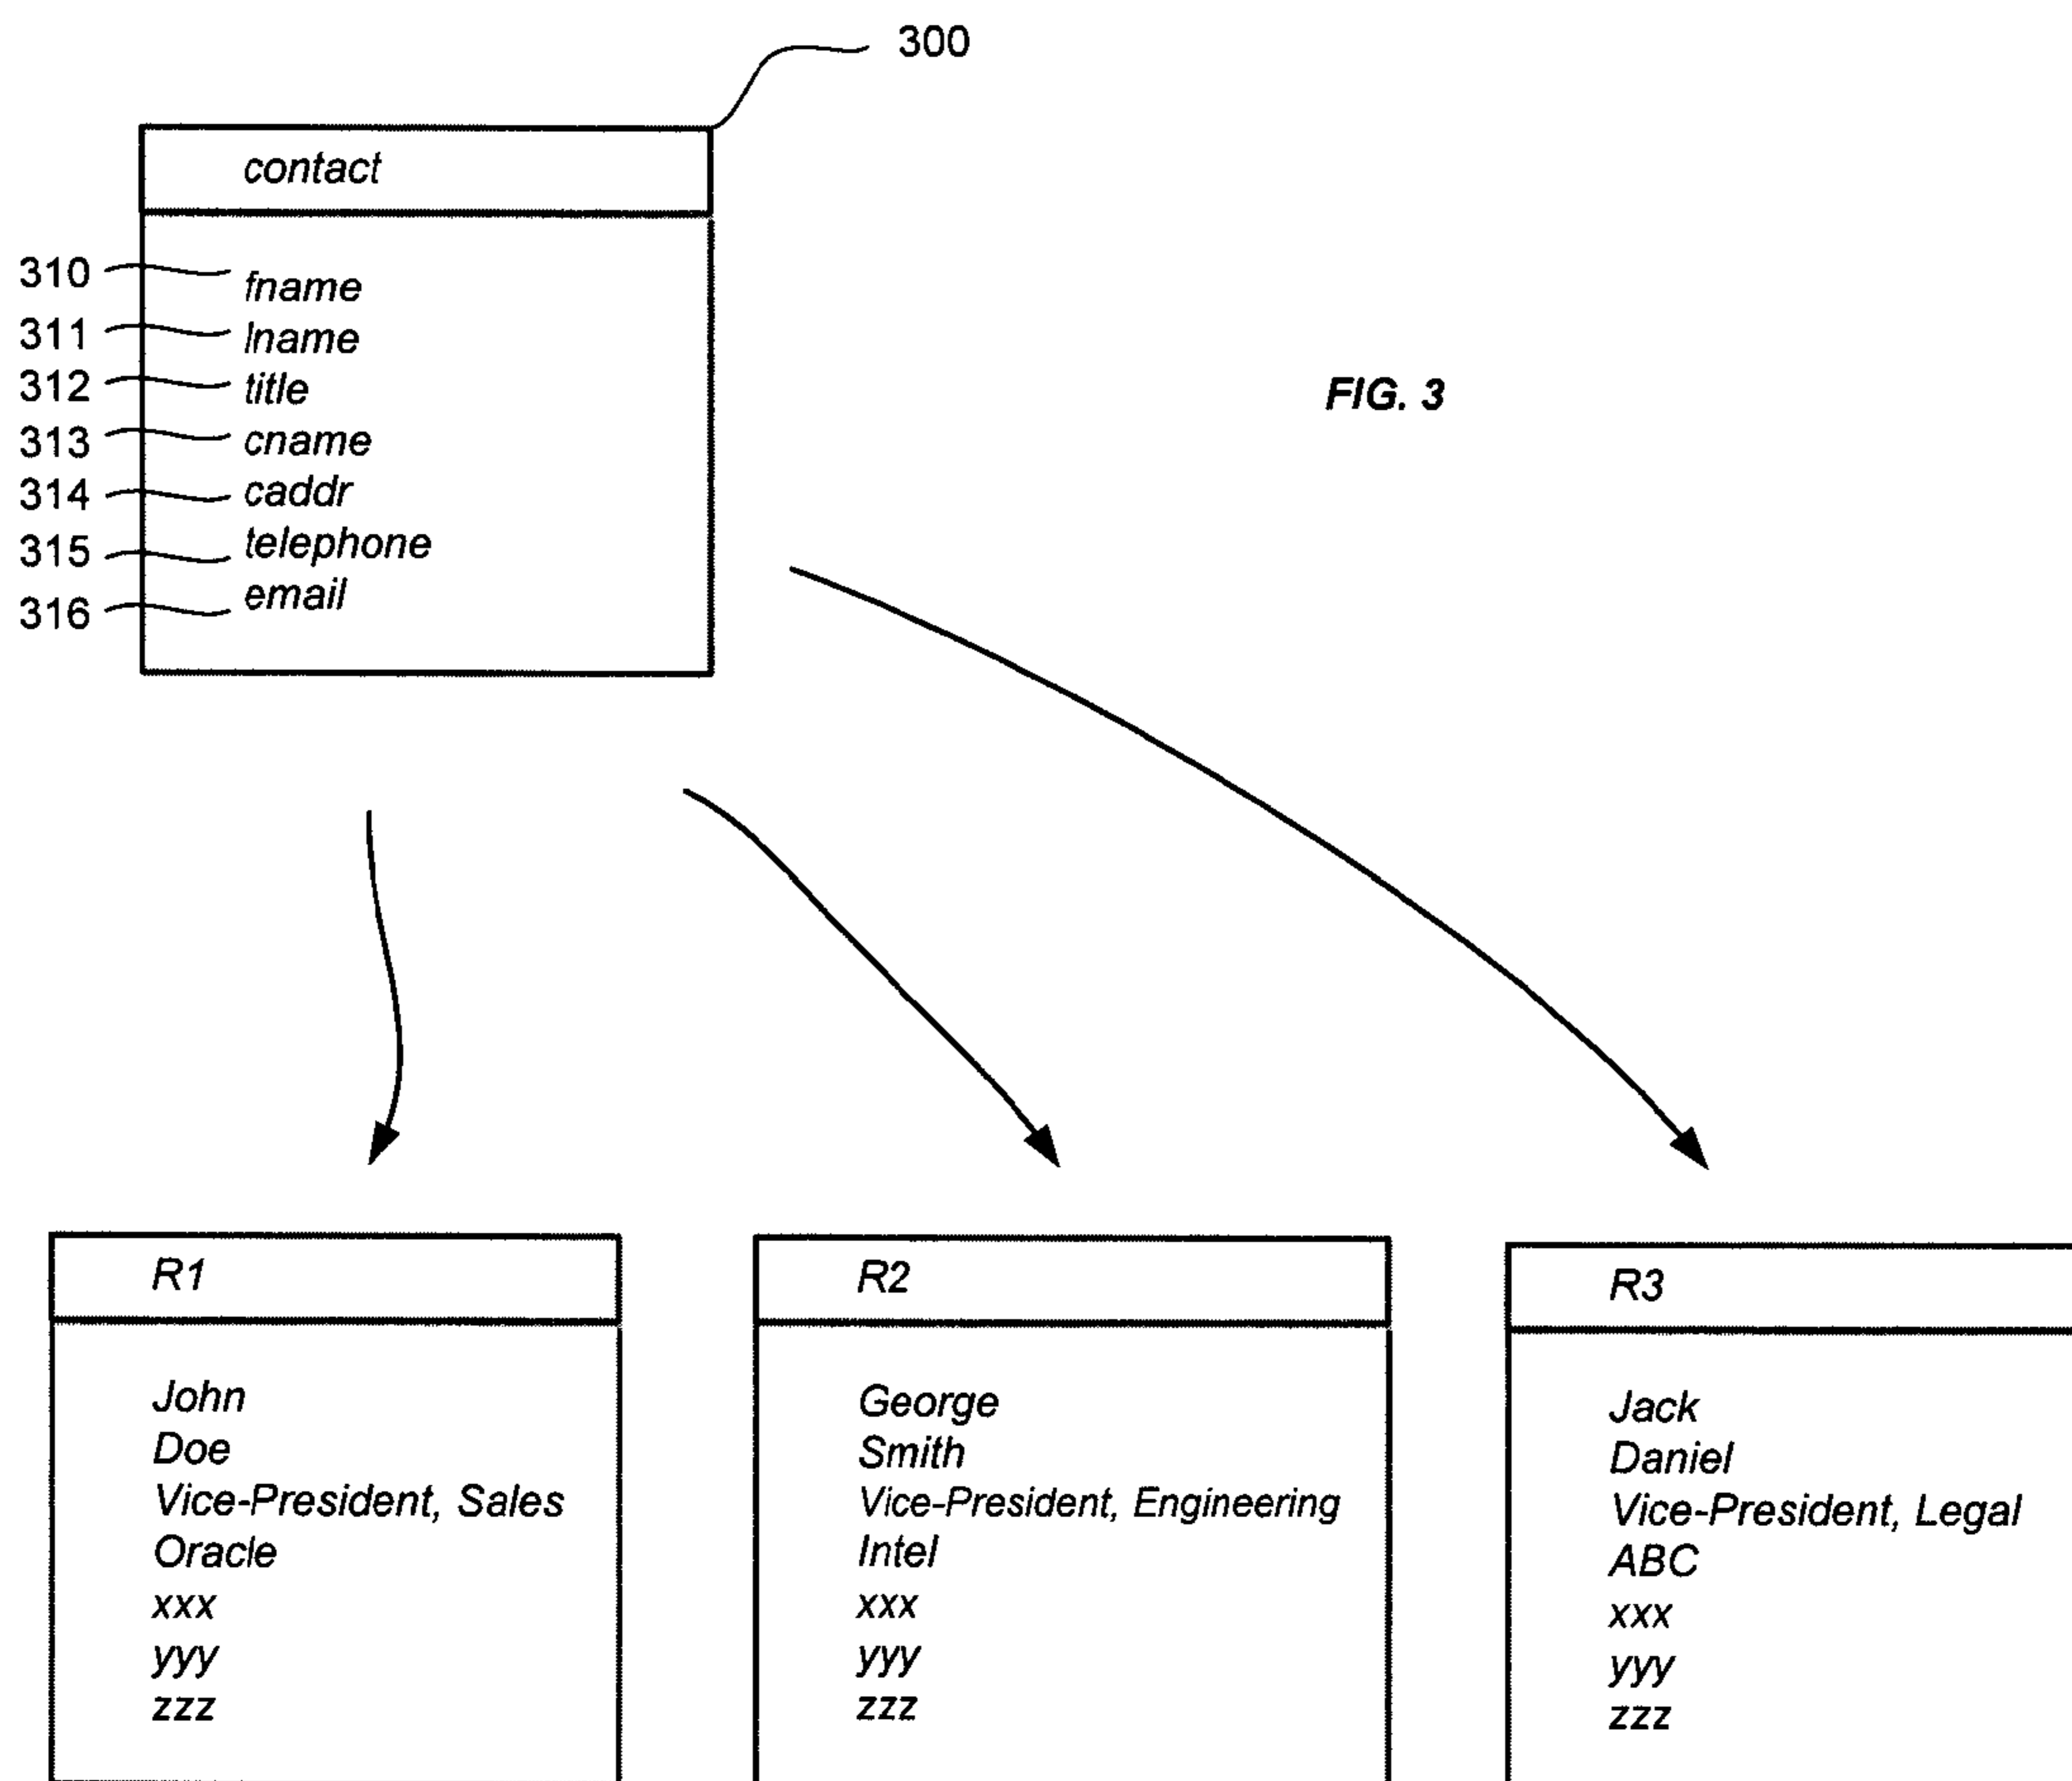 300
contact
310 fname
311 lname
312 title
313 cname
314 caddr
315 telephone
316 email
FIG. 3
R1
John
Doe
Vice-President, Sales
Oracle
xxx
yyy
zzz
R2
George
Smith
Vice-President, Engineering
Intel
xxx
yyy
zzz
R3
Jack
Daniel
Vice-President, Legal
ABC
xxx
yyy
zzz